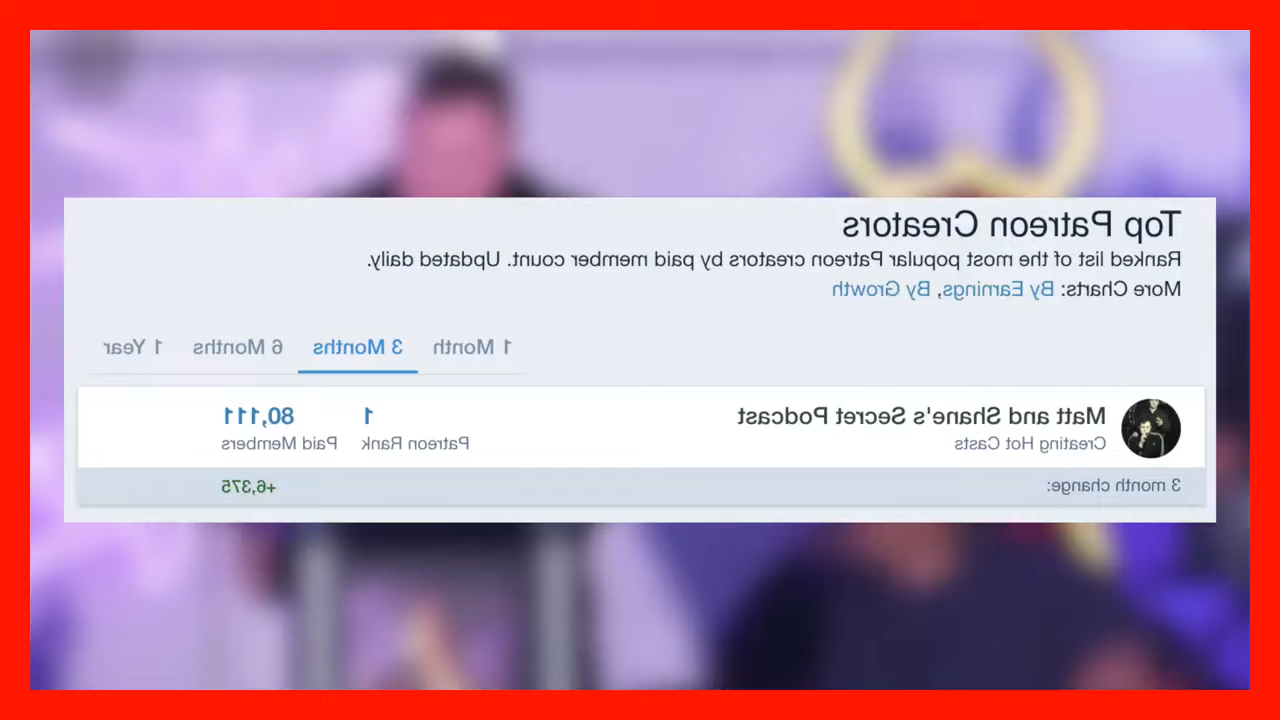 Top Patreon Creators
Ranked list of the most popular Patreon creators by paid member count. Updated daily.
More Charts: By Earnings, By Growth
1 Month 3 Months 6 Months 1 Year
Matt and Shane's Secret Podcast 1 80,111
Creating Hot Casts Patreon Rank Paid Members
3 month change: +6,375